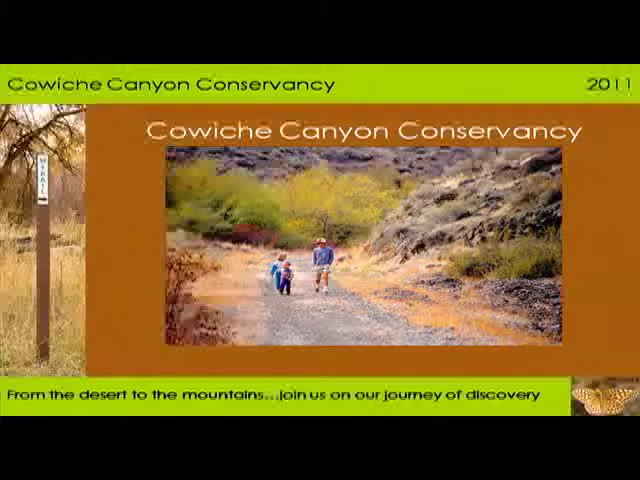 Cowiche Canyon Conservancy 2011
Cowiche Canyon Conservancy
TRAIL
From the desert to the mountains...join us on our journey of discovery